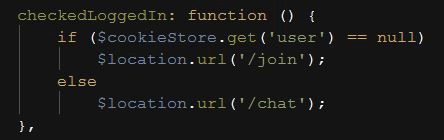 checkedLoggedIn: function () {
if ($cookieStore.get('user') == null)
$location.url('/join');
else
$location.url('/chat');
},